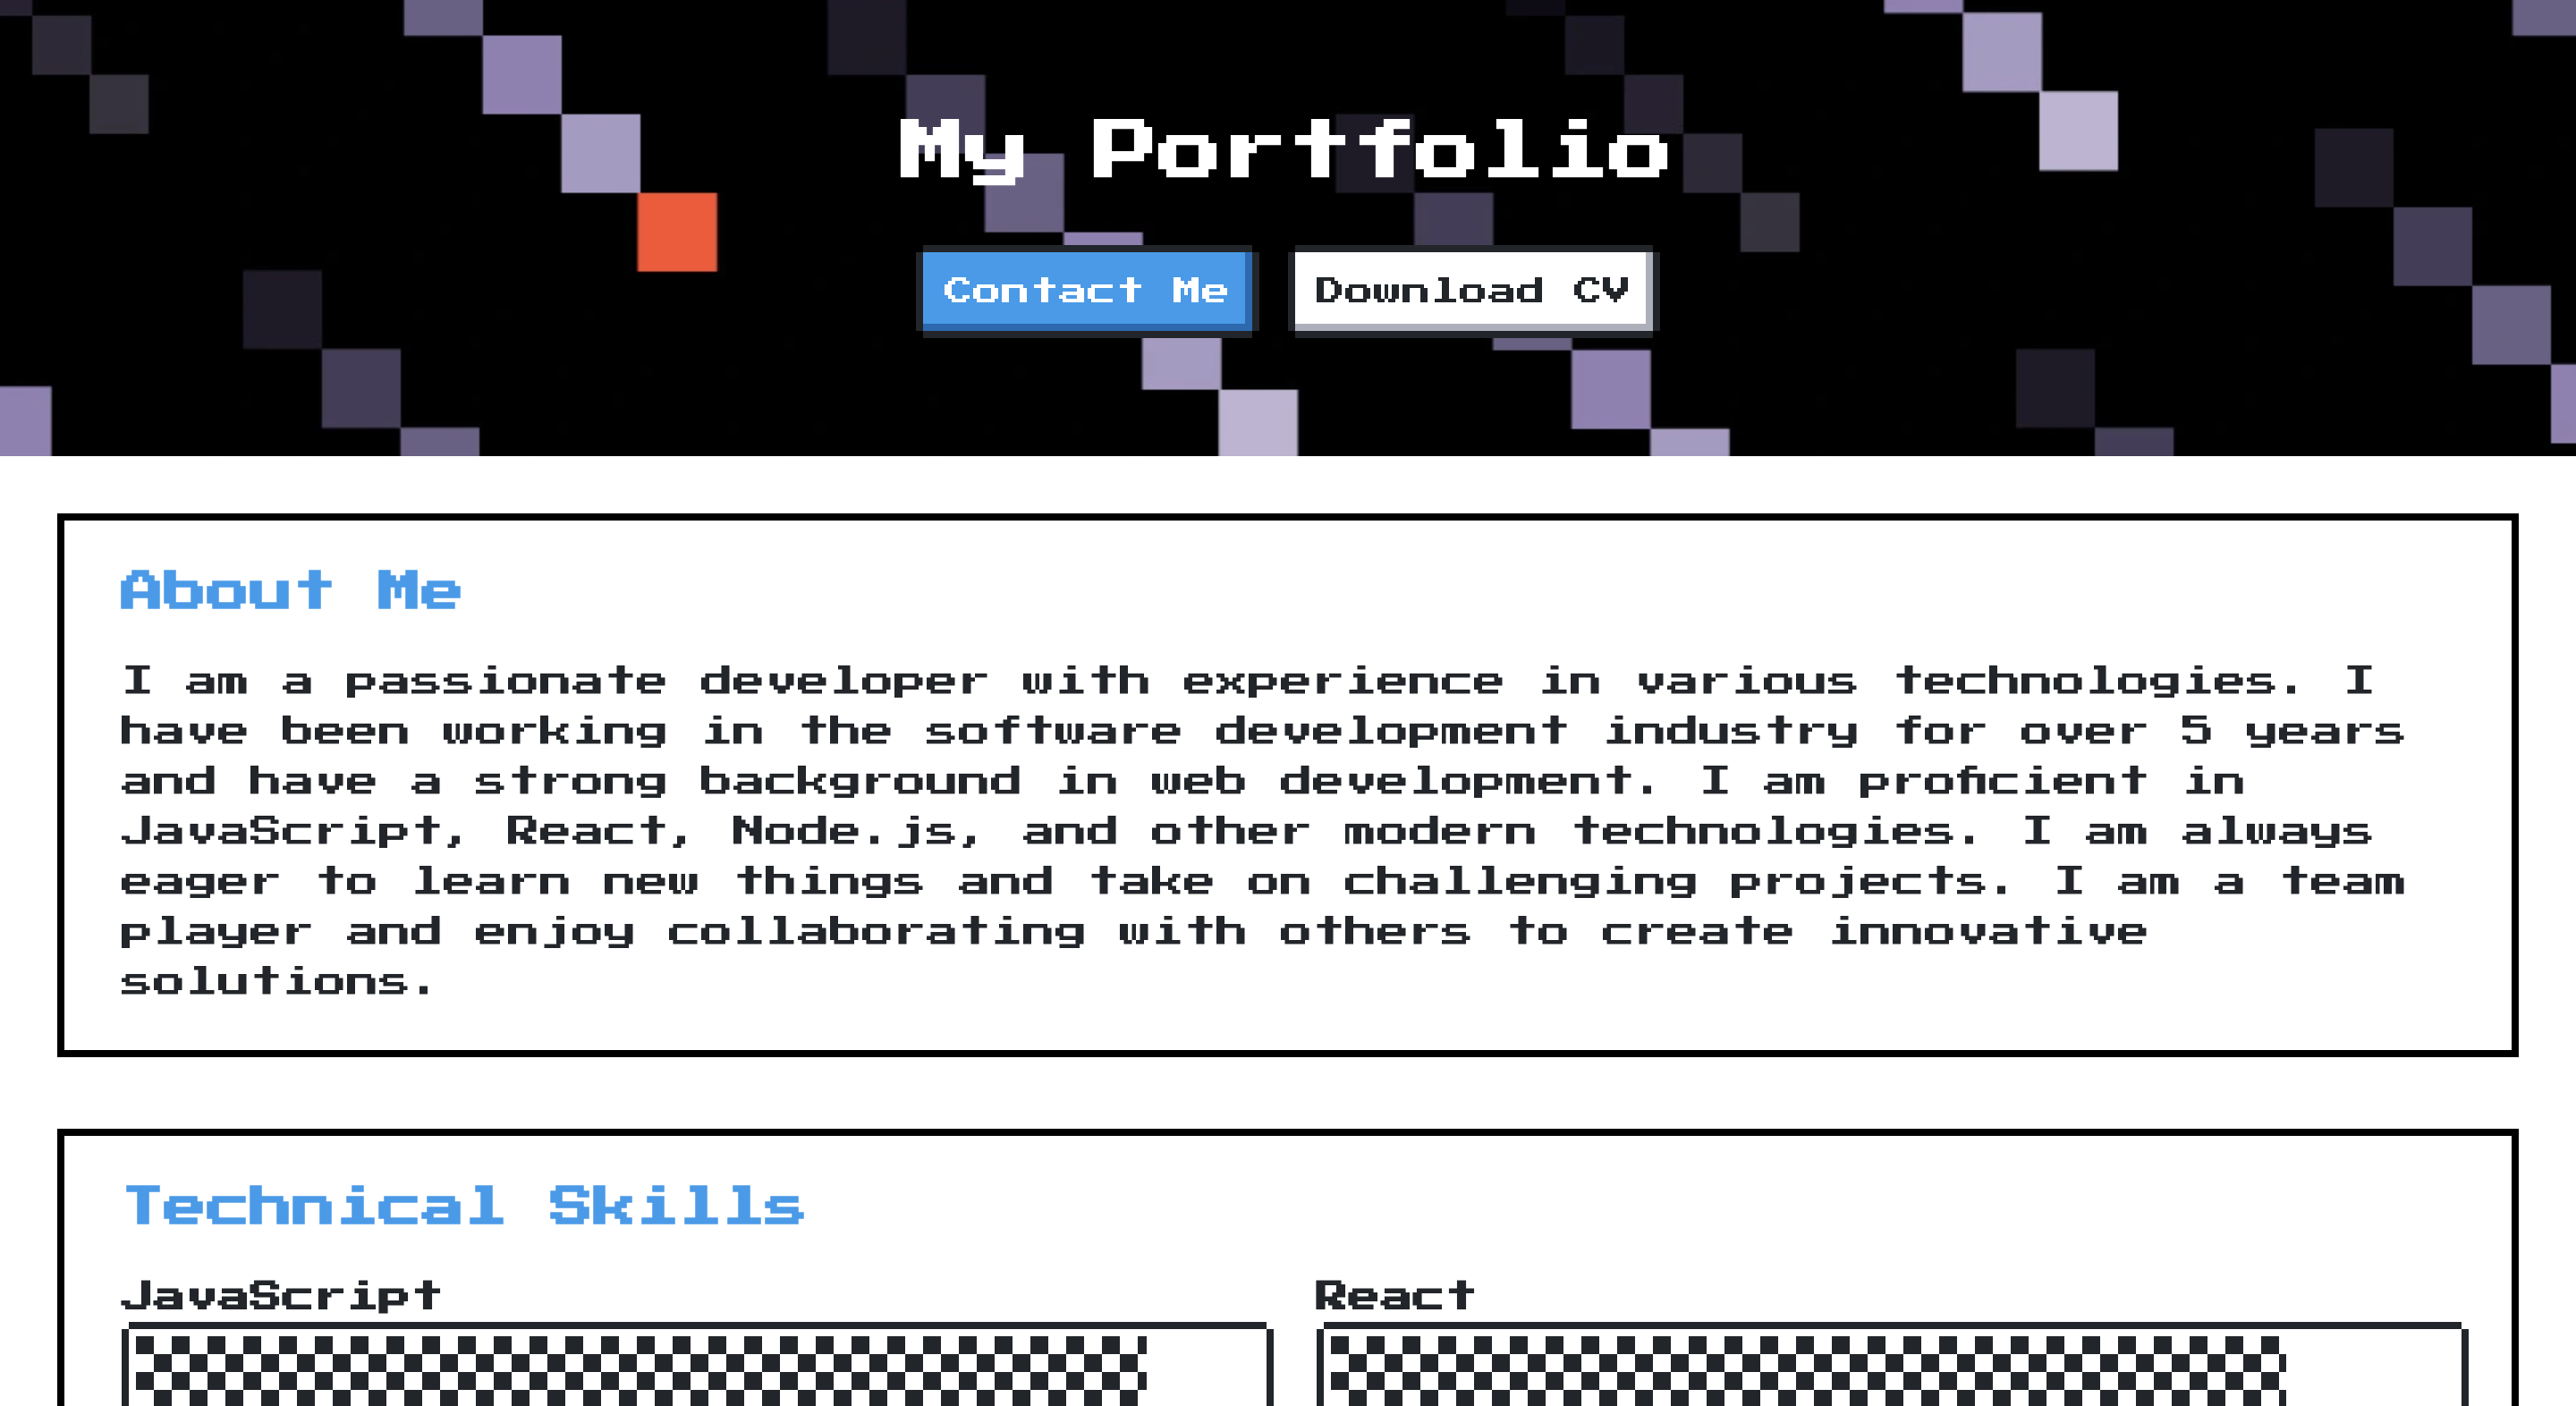 My Portfolio
Contact Me
Download CV
About Me
I am a passionate developer with experience in various technologies. I
have been working in the software development industry for over 5 years
and have a strong background in web development. I am proficient in
JavaScript, React, Node.js, and other modern technologies. I am always
eager to learn new things and take on challenging projects. I am a team
player and enjoy collaborating with others to create innovative
solutions.
Technical Skills
JavaScript
React